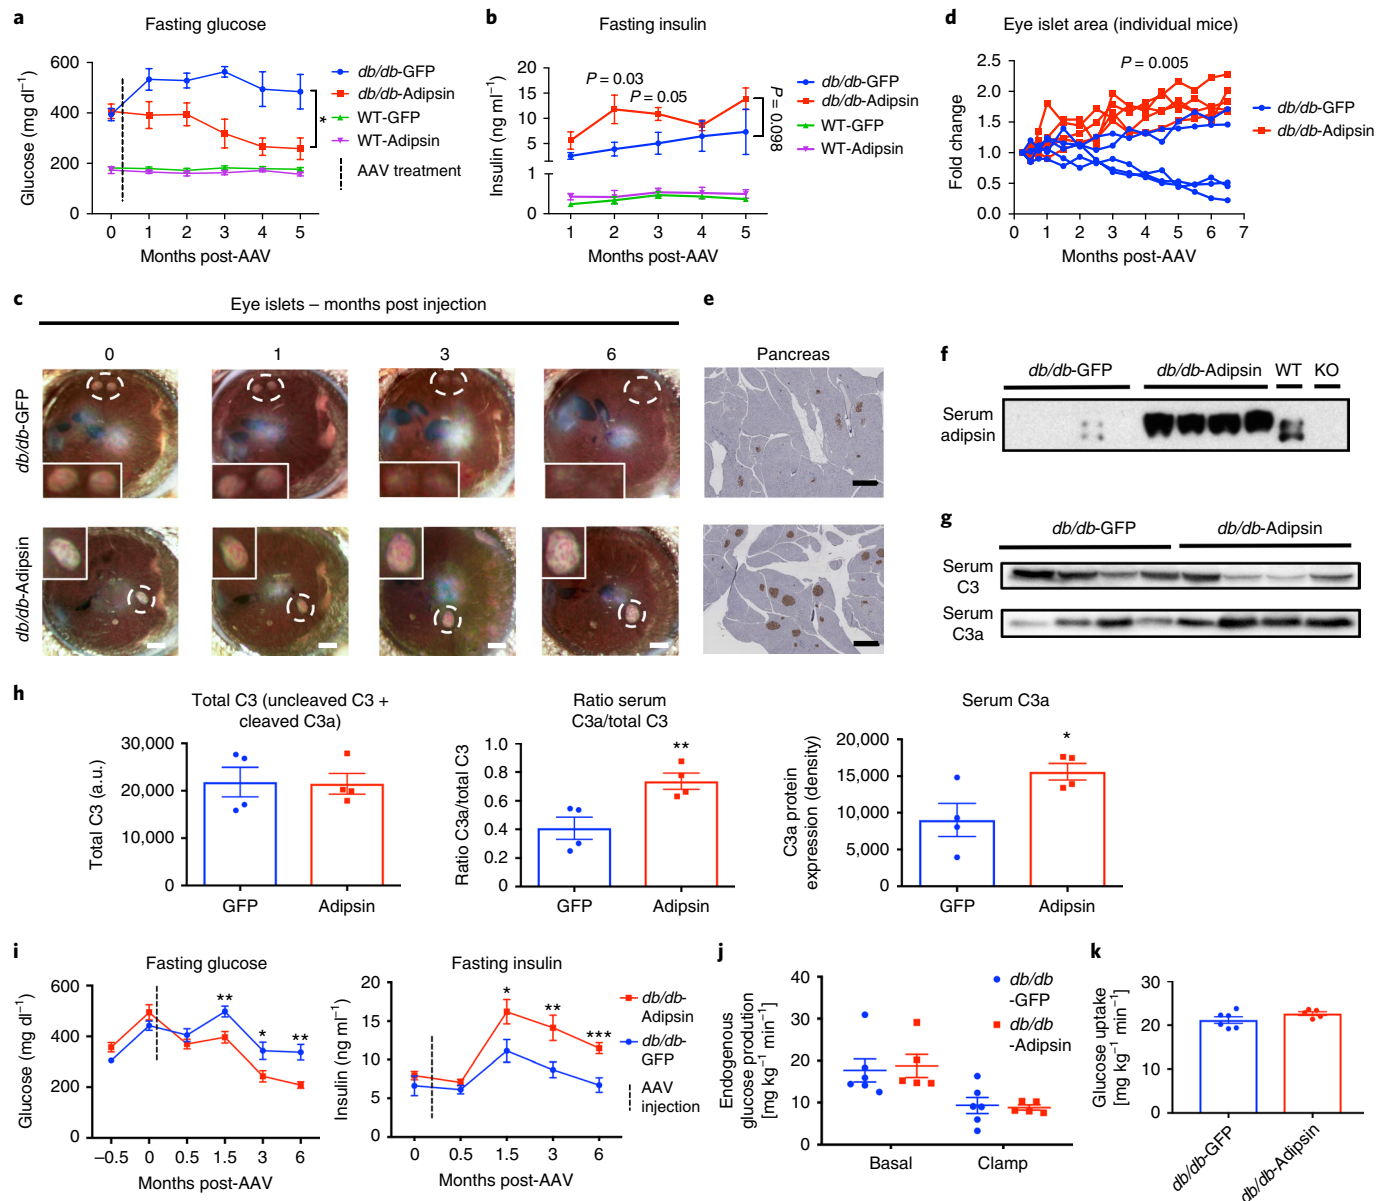 a
Fasting glucose
Glucose (mg dl⁻¹)
600
400
200
0
0 1 2 3 4 5
Months post-AAV
*
db/db-GFP
db/db-Adipsin
WT-GFP
WT-Adipsin
AAV treatment
b
Fasting insulin
Insulin (ng ml⁻¹)
20
15
10
5
1
0
P = 0.03
P = 0.05
P = 0.098
1 2 3 4 5
Months post-AAV
db/db-GFP
db/db-Adipsin
WT-GFP
WT-Adipsin
d
Eye islet area (individual mice)
Fold change
2.5
2.0
1.5
1.0
0.5
0.0
P = 0.005
0 1 2 3 4 5 6 7
Months post-AAV
db/db-GFP
db/db-Adipsin
c
Eye islets – months post injection
0 1 3 6
db/db-GFP
db/db-Adipsin
e
Pancreas
f
db/db-GFP db/db-Adipsin WT KO
Serum
adipsin
g
db/db-GFP db/db-Adipsin
Serum
C3
Serum
C3a
h
Total C3 (uncleaved C3 +
cleaved C3a)
Total C3 (a.u.)
30,000
20,000
10,000
0
GFP Adipsin
Ratio serum
C3a/total C3
Ratio C3a/total C3
1.0
0.8
0.6
0.4
0.2
0
**
GFP Adipsin
Serum C3a
C3a protein
expression (density)
20,000
15,000
10,000
5,000
0
*
GFP Adipsin
i
Fasting glucose
Glucose (mg dl⁻¹)
600
400
200
0
** * **
–0.5 0 0.5 1.5 3 6
Months post-AAV
Fasting insulin
Insulin (ng ml⁻¹)
20
15
10
5
0
* ** ***
0 0.5 1.5 3 6
Months post-AAV
db/db-
Adipsin
db/db-
GFP
AAV
injection
j
Endogenous
glucose production
[mg kg⁻¹ min⁻¹]
40
30
20
10
0
Basal Clamp
db/db
-GFP
db/db
-Adipsin
k
Glucose uptake
[mg kg⁻¹ min⁻¹]
30
20
10
0
db/db-GFP
db/db-Adipsin